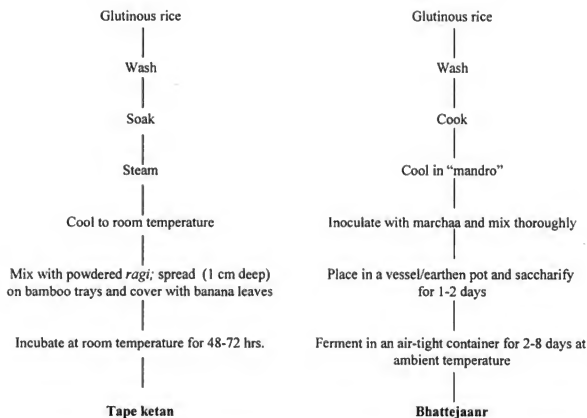 Glutinous rice
Wash
Soak
Steam
Cool to room temperature
Mix with powdered ragi; spread (1 cm deep)
on bamboo trays and cover with banana leaves
Incubate at room temperature for 48-72 hrs.
Tape ketan
Glutinous rice
Wash
Cook
Cool in “mandro”
Inoculate with marchaa and mix thoroughly
Place in a vessel/earthen pot and saccharify
for 1-2 days
Ferment in an air-tight container for 2-8 days at
ambient temperature
Bhattejaanr